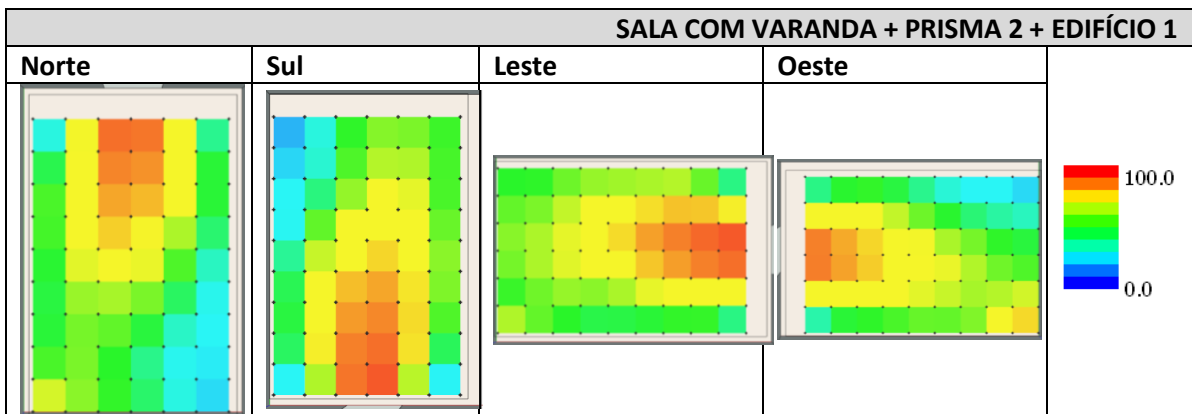 SALA COM VARANDA + PRISMA 2 + EDIFÍCIO 1
Norte Sul Leste Oeste
100.0
0.0